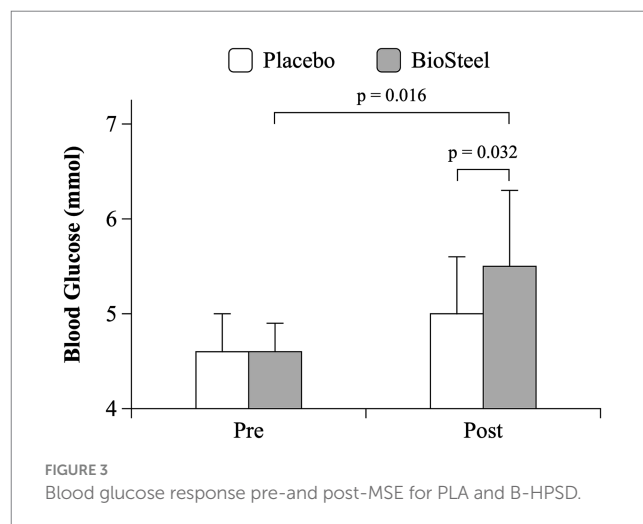 Placebo BioSteel
p = 0.016
7
p = 0.032
6
Blood Glucose (mmol)
5
4
Pre Post
FIGURE 3
Blood glucose response pre-and post-MSE for PLA and B-HPSD.